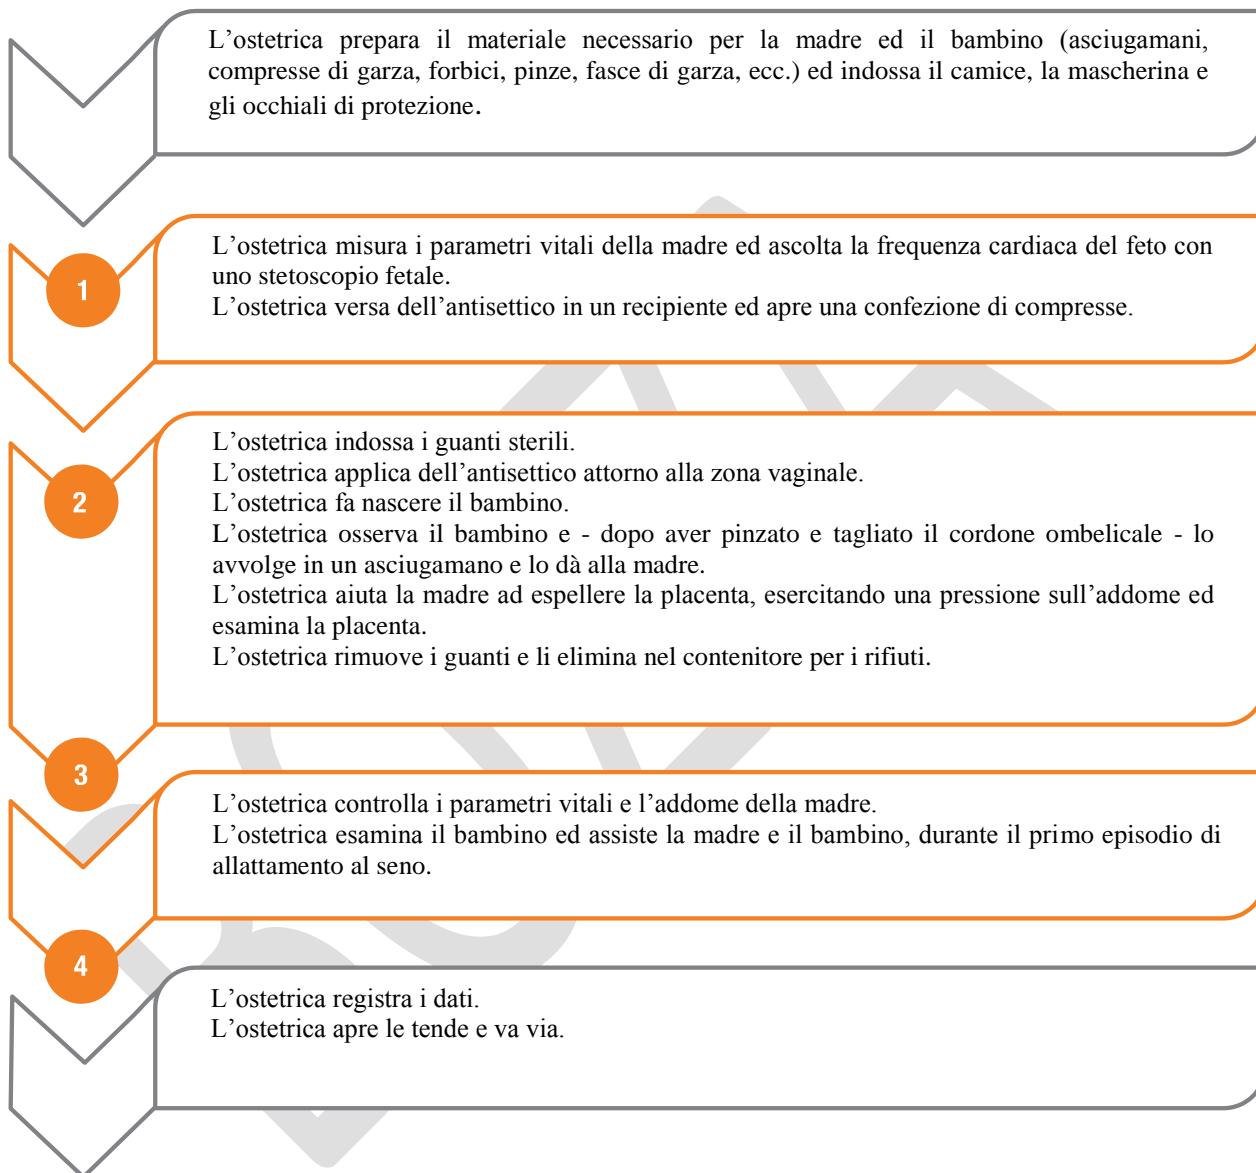 L’ostetrica prepara il materiale necessario per la madre ed il bambino (asciugamani,
compresse di garza, forbici, pinze, fasce di garza, ecc.) ed indossa il camice, la mascherina e
gli occhiali di protezione.
1
L’ostetrica misura i parametri vitali della madre ed ascolta la frequenza cardiaca del feto con
uno stetoscopio fetale.
L’ostetrica versa dell’antisettico in un recipiente ed apre una confezione di compresse.
2
L’ostetrica indossa i guanti sterili.
L’ostetrica applica dell’antisettico attorno alla zona vaginale.
L’ostetrica fa nascere il bambino.
L’ostetrica osserva il bambino e - dopo aver pinzato e tagliato il cordone ombelicale - lo
avvolge in un asciugamano e lo dà alla madre.
L’ostetrica aiuta la madre ad espellere la placenta, esercitando una pressione sull’addome ed
esamina la placenta.
L’ostetrica rimuove i guanti e li elimina nel contenitore per i rifiuti.
3
L’ostetrica controlla i parametri vitali e l’addome della madre.
L’ostetrica esamina il bambino ed assiste la madre e il bambino, durante il primo episodio di
allattamento al seno.
4
L’ostetrica registra i dati.
L’ostetrica apre le tende e va via.